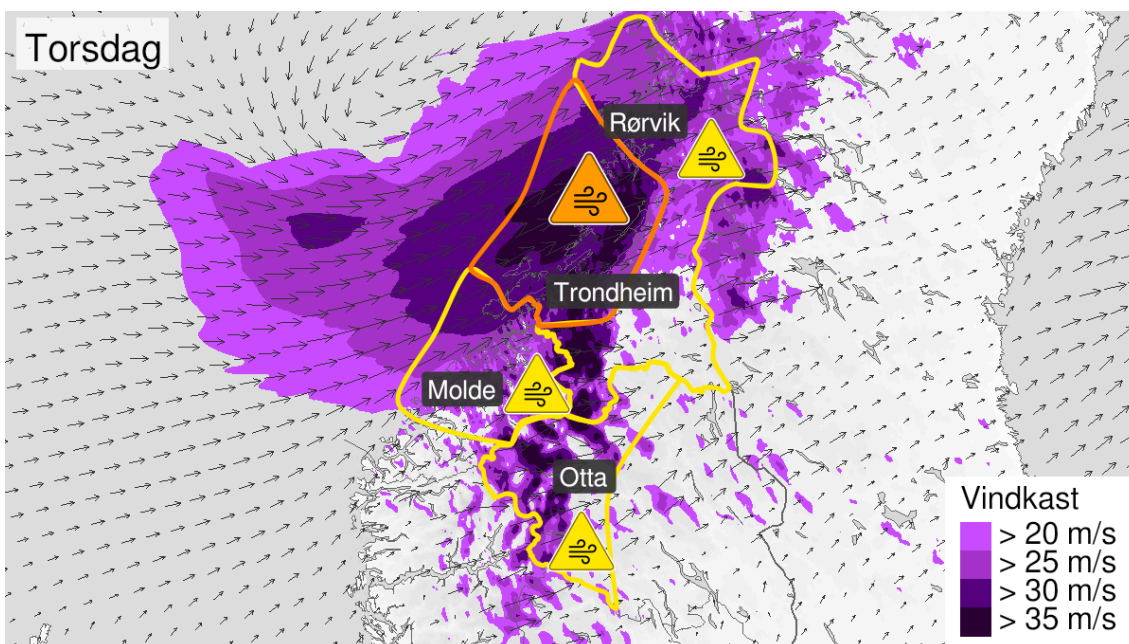 Torsdag
Rørvik
Trondheim
Molde
Otta
Vindkast
> 20 m/s
> 25 m/s
> 30 m/s
> 35 m/s